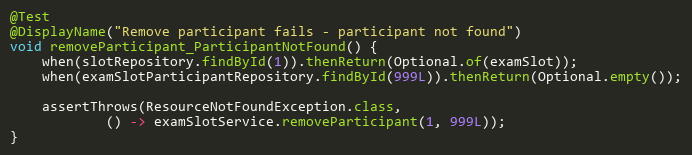 @Test
@DisplayName("Remove participant fails - participant not found")
void removeParticipant_ParticipantNotFound() {
    when(slotRepository.findById(1)).thenReturn(Optional.of(examSlot));
    when(examSlotParticipantRepository.findById(999L)).thenReturn(Optional.empty());

    assertThrows(ResourceNotFoundException.class,
            () -> examSlotService.removeParticipant(1, 999L));
}